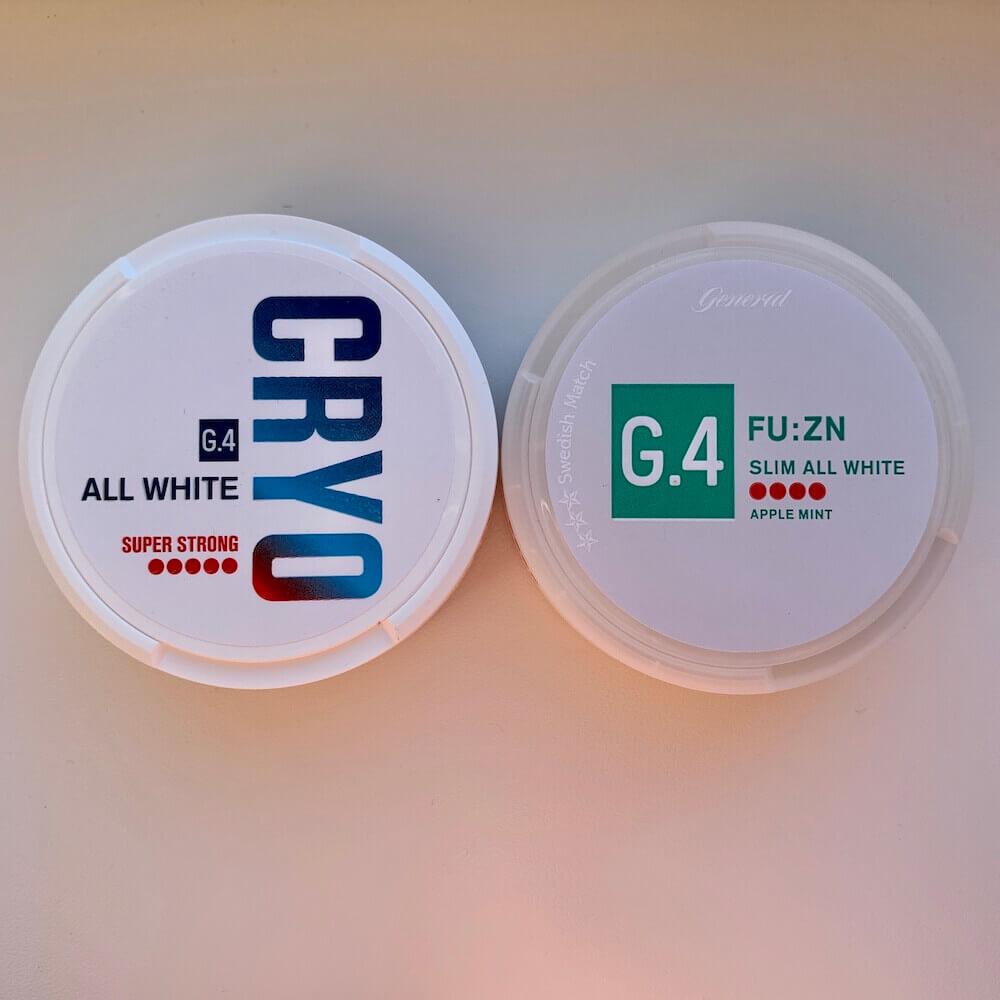 CRYO
G.4
ALL WHITE
SUPER STRONG
General
Swedish Match
G.4
FU:ZN
SLIM ALL WHITE
APPLE MINT